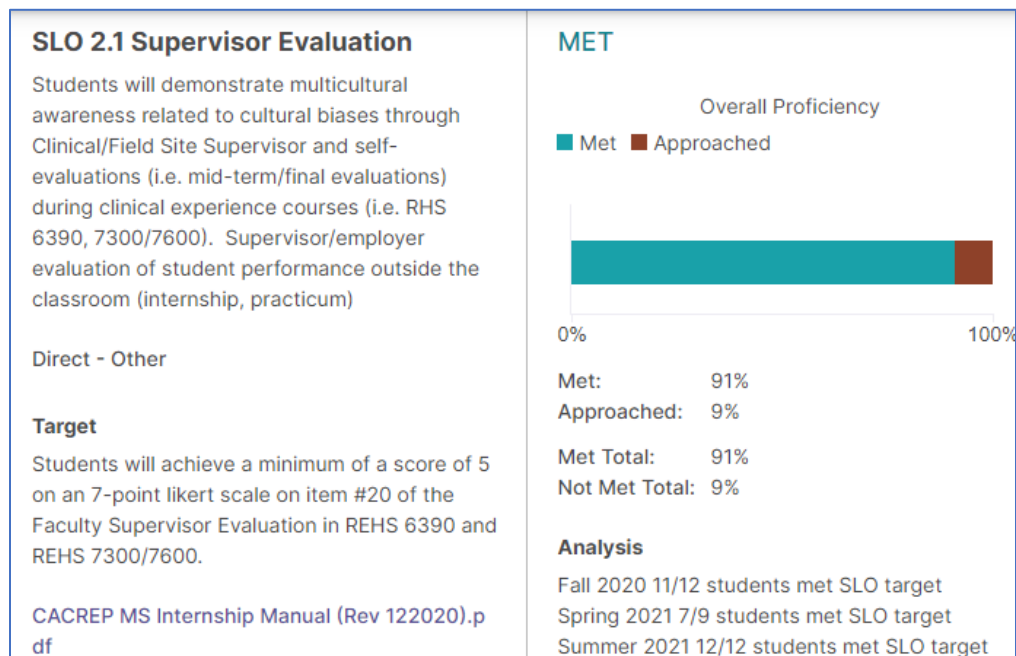 SLO 2.1 Supervisor Evaluation
Students will demonstrate multicultural
awareness related to cultural biases through
Clinical/Field Site Supervisor and self-
evaluations (i.e. mid-term/final evaluations)
during clinical experience courses (i.e. RHS
6390, 7300/7600).  Supervisor/employer
evaluation of student performance outside the
classroom (internship, practicum)
Direct - Other
Target
Students will achieve a minimum of a score of 5
on an 7-point likert scale on item #20 of the
Faculty Supervisor Evaluation in REHS 6390 and
REHS 7300/7600.
CACREP MS Internship Manual (Rev 122020).p
df
MET
Overall Proficiency
Met Approached
0% 100%
Met: 91%
Approached: 9%
Met Total: 91%
Not Met Total: 9%
Analysis
Fall 2020 11/12 students met SLO target
Spring 2021 7/9 students met SLO target
Summer 2021 12/12 students met SLO target